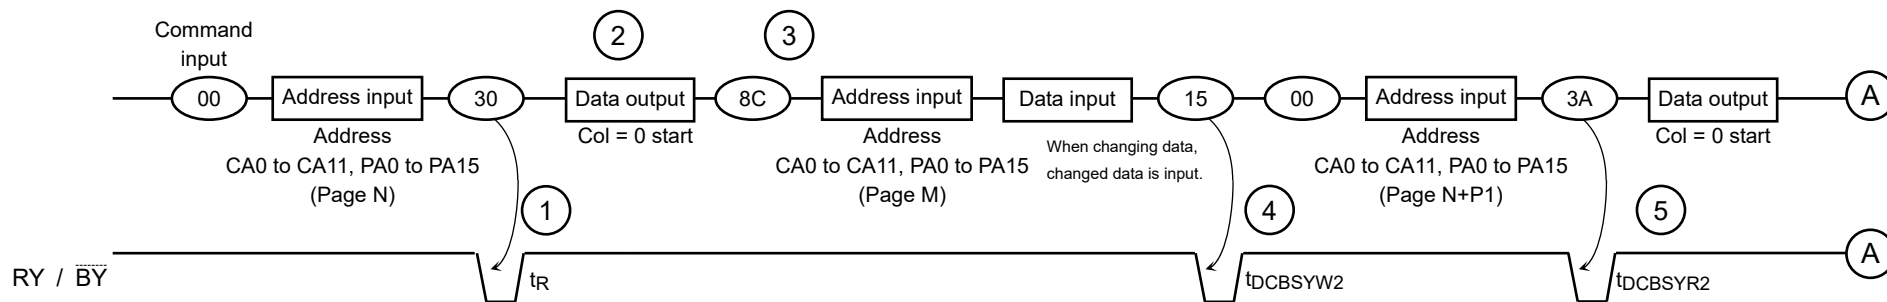 Command
input
2
3
00
Address input
30
Data output
8C
Address input
Data input
15
00
Address input
3A
Data output
A
Address
CA0 to CA11, PA0 to PA15
(Page N)
Col = 0 start
Address
CA0 to CA11, PA0 to PA15
(Page M)
When changing data,
changed data is input.
Address
CA0 to CA11, PA0 to PA15
(Page N+P1)
Col = 0 start
1
4
5
RY / BY
tR
tDCBSYW2
tDCBSYR2
A